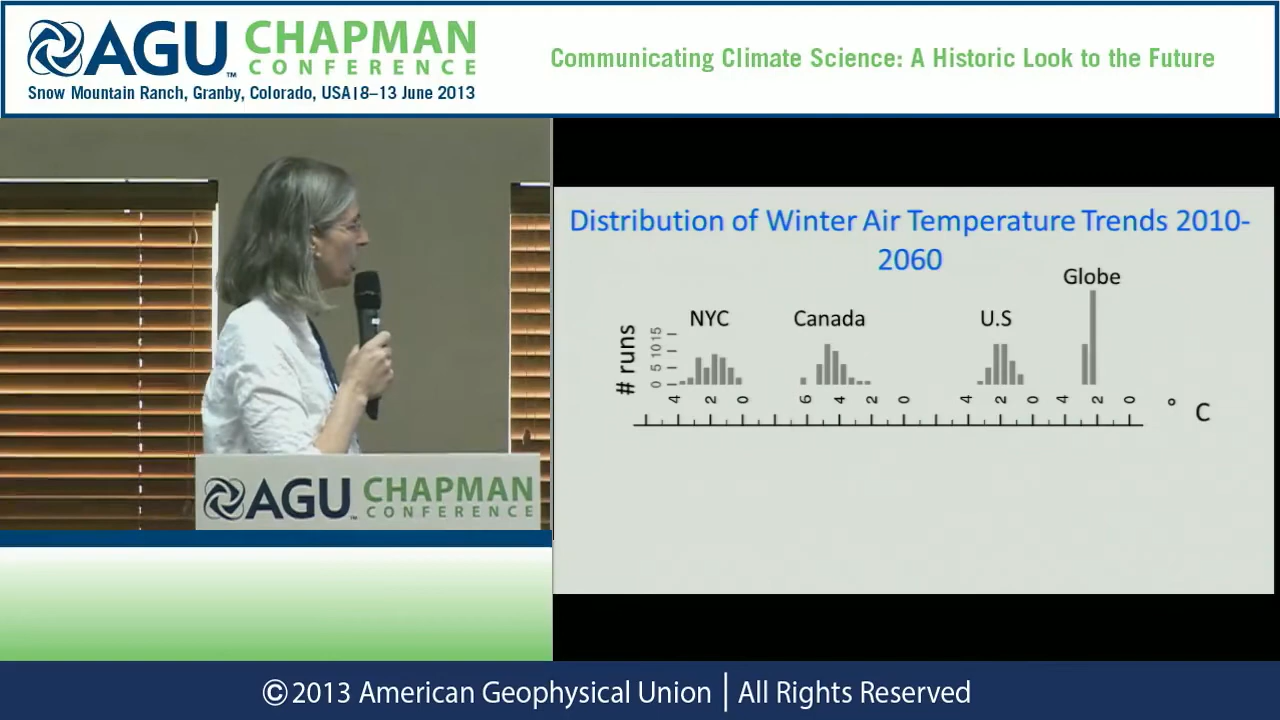 AGU CHAPMAN
CONFERENCE
Snow Mountain Ranch, Granby, Colorado, USA|8–13 June 2013
Communicating Climate Science: A Historic Look to the Future
Distribution of Winter Air Temperature Trends 2010-
2060
Globe
NYC Canada U.S
# runs
0 5 10 15
4 2 0 6 4 2 0 4 2 0 4 2 0 ° C
AGU™ CHAPMAN
CONFERENCE
©2013 American Geophysical Union | All Rights Reserved